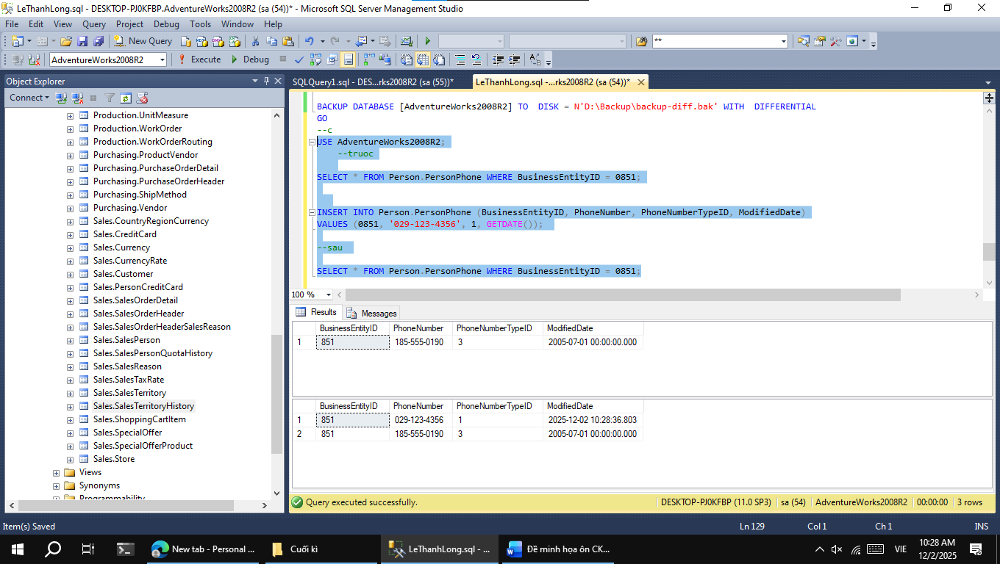 LeThanhLong.sql - DESKTOP-PJ0KFBP.AdventureWorks2008R2 (sa (54))* - Microsoft SQL Server Management Studio
File Edit View Query Project Debug Tools Window Help
New Query **
AdventureWorks2008R2 Execute Debug
Object Explorer
Connect
Production.UnitMeasure
Production.WorkOrder
Production.WorkOrderRouting
Purchasing.ProductVendor
Purchasing.PurchaseOrderDetail
Purchasing.PurchaseOrderHeader
Purchasing.ShipMethod
Purchasing.Vendor
Sales.CountryRegionCurrency
Sales.CreditCard
Sales.Currency
Sales.CurrencyRate
Sales.Customer
Sales.PersonCreditCard
Sales.SalesOrderDetail
Sales.SalesOrderHeader
Sales.SalesOrderHeaderSalesReason
Sales.SalesPerson
Sales.SalesPersonQuotaHistory
Sales.SalesReason
Sales.SalesTaxRate
Sales.SalesTerritory
Sales.SalesTerritoryHistory
Sales.ShoppingCartItem
Sales.SpecialOffer
Sales.SpecialOfferProduct
Sales.Store
Views
Synonyms
Programmability
SQLQuery1.sql - DES...rks2008R2 (sa (55))* LeThanhLong.sql -...rks2008R2 (sa (54))*
BACKUP DATABASE [AdventureWorks2008R2] TO DISK = N'D:\Backup\backup-diff.bak' WITH DIFFERENTIAL
GO
--c
USE AdventureWorks2008R2;
--truoc
SELECT * FROM Person.PersonPhone WHERE BusinessEntityID = 0851;
INSERT INTO Person.PersonPhone (BusinessEntityID, PhoneNumber, PhoneNumberTypeID, ModifiedDate)
VALUES (0851, '029-123-4356', 1, GETDATE());
--sau
SELECT * FROM Person.PersonPhone WHERE BusinessEntityID = 0851;
100 %
Results Messages
BusinessEntityID PhoneNumber PhoneNumberTypeID ModifiedDate
1 851 185-555-0190 3 2005-07-01 00:00:00.000
BusinessEntityID PhoneNumber PhoneNumberTypeID ModifiedDate
1 851 029-123-4356 1 2025-12-02 10:28:36.803
2 851 185-555-0190 3 2005-07-01 00:00:00.000
Query executed successfully. DESKTOP-PJ0KFBP (11.0 SP3) sa (54) AdventureWorks2008R2 00:00:00 3 rows
Item(s) Saved Ln 129 Col 1 Ch 1 INS
New tab - Personal ... Cuối kì LeThanhLong.sql - ... Đề minh họa ôn CK... VIE 10:28 AM
12/2/2025